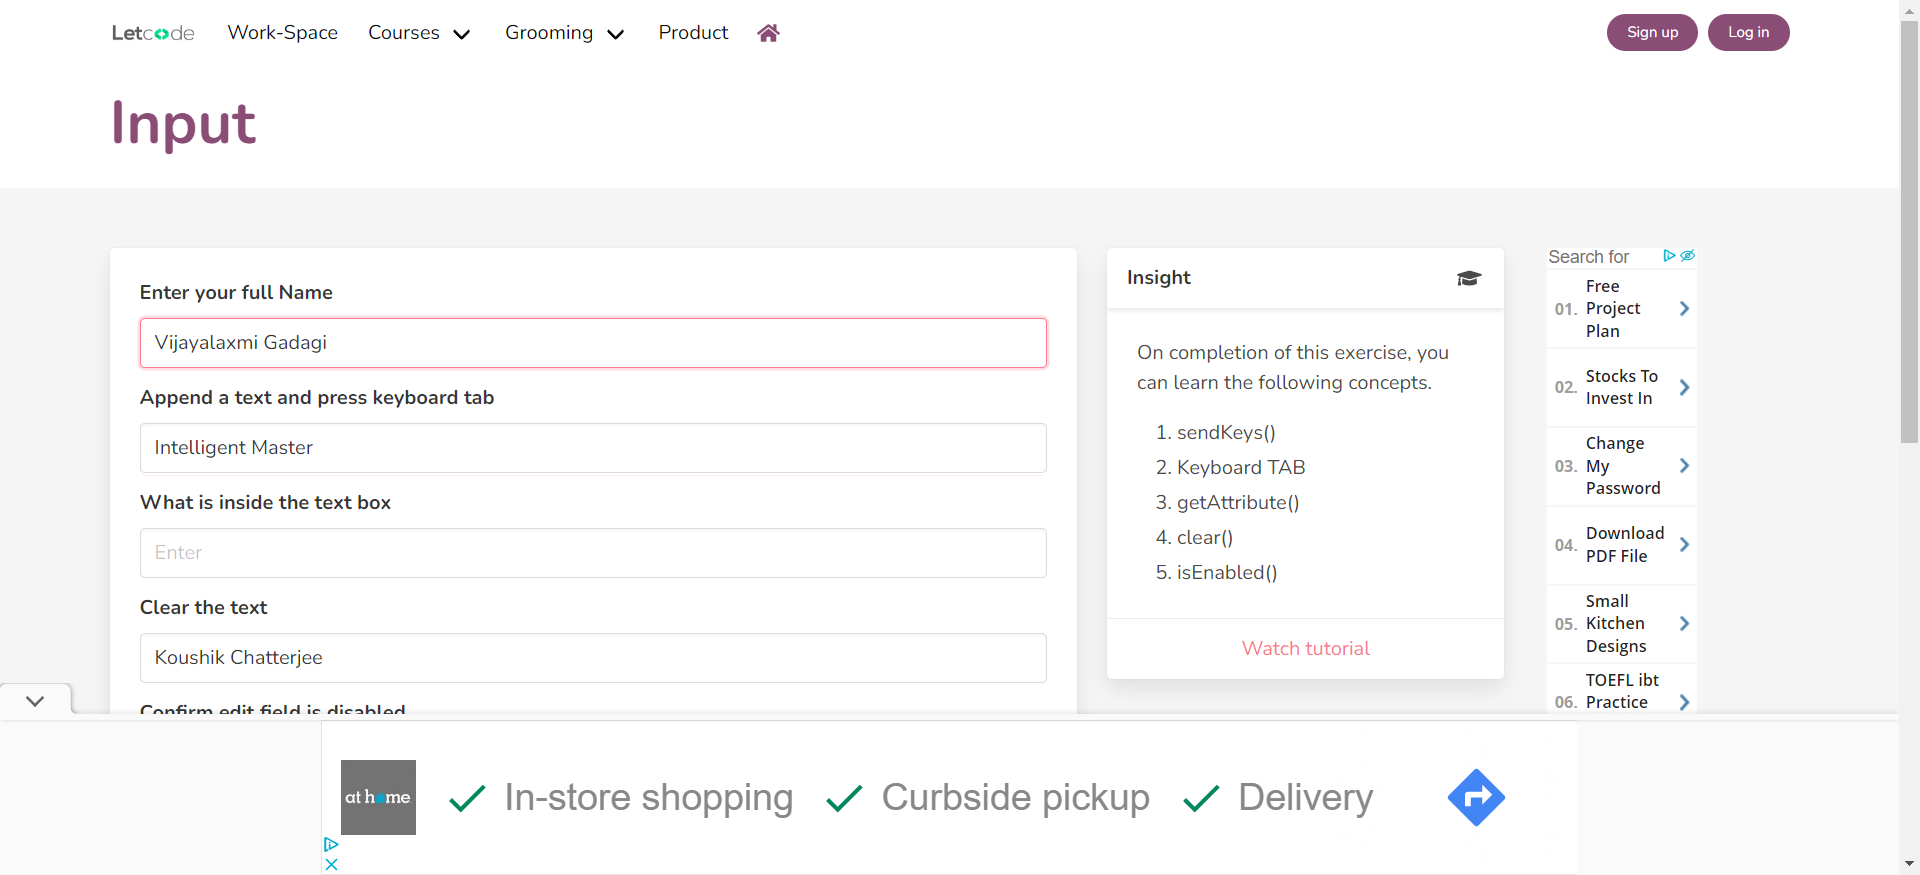 Letcode Work-Space Courses Grooming Product Sign up Log in
Input
Enter your full Name
Vijayalaxmi Gadagi
Append a text and press keyboard tab
Intelligent Master
What is inside the text box
Enter
Clear the text
Koushik Chatterjee
Confirm edit field is disabled
Insight
On completion of this exercise, you
can learn the following concepts.
1. sendKeys()
2. Keyboard TAB
3. getAttribute()
4. clear()
5. isEnabled()
Watch tutorial
Search for
01. Free
Project
Plan
02. Stocks To
Invest In
03. Change
My
Password
04. Download
PDF File
05. Small
Kitchen
Designs
06. TOEFL ibt
Practice
at home
In-store shopping Curbside pickup Delivery